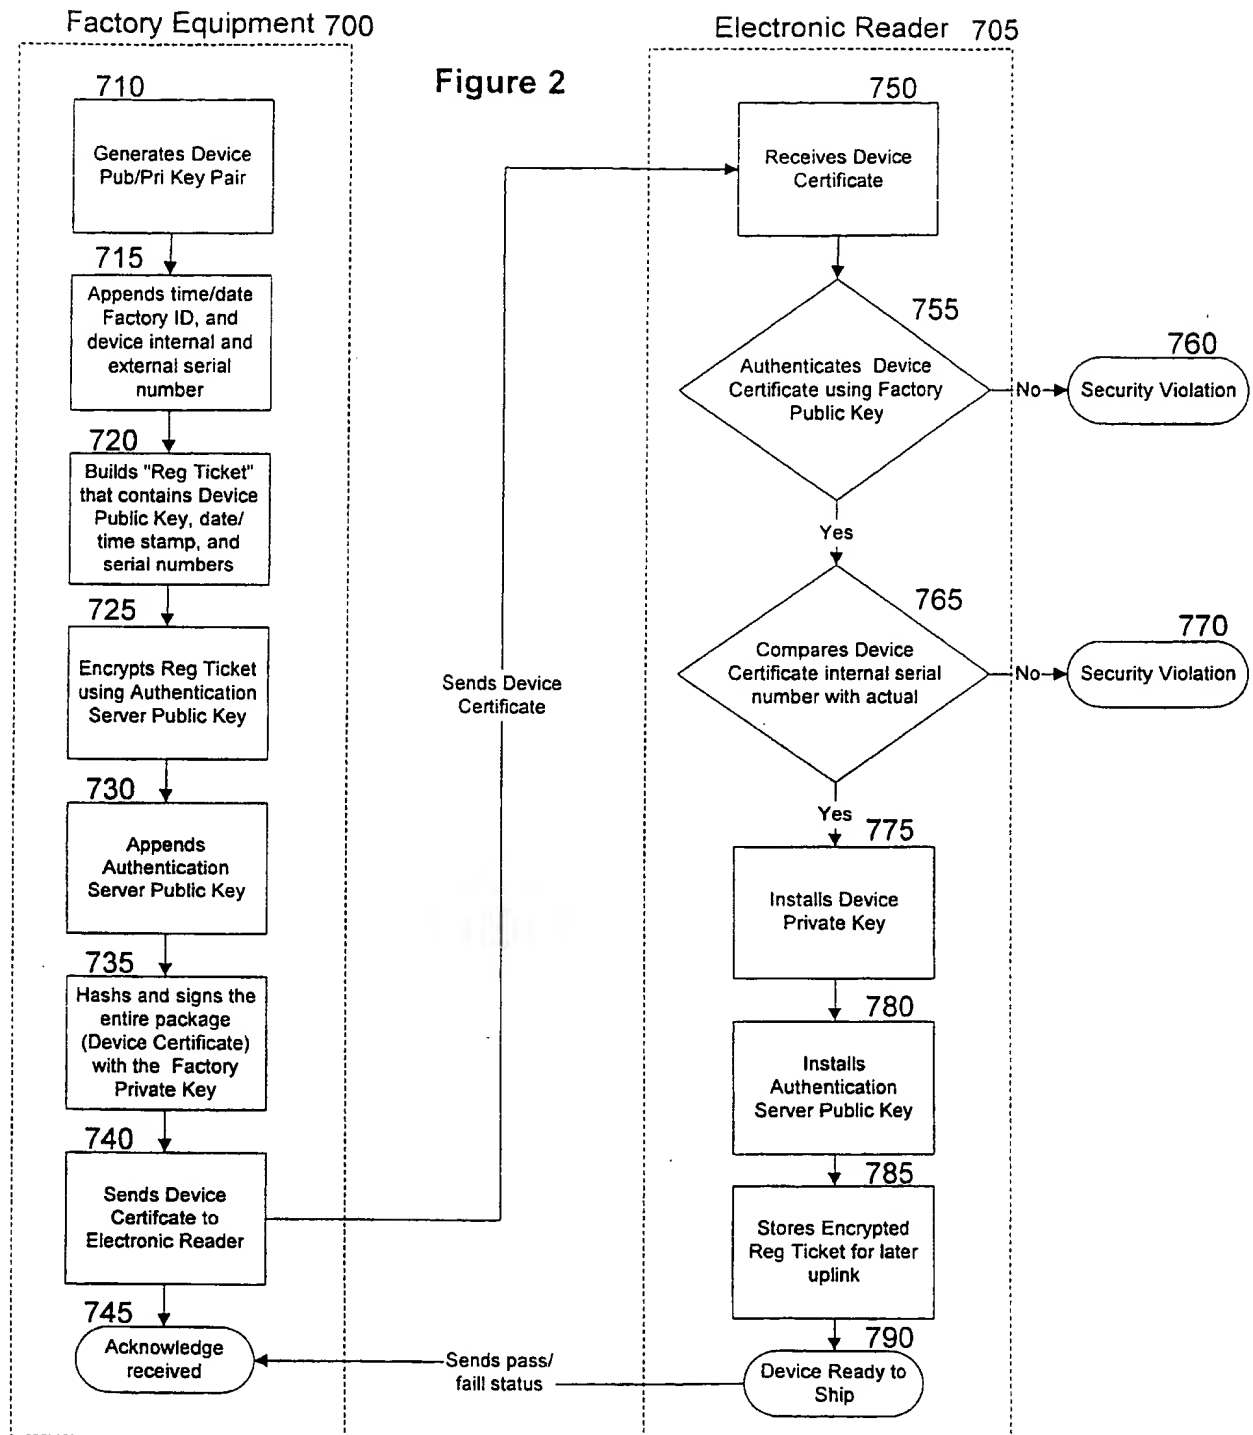 Factory Equipment 700
Figure 2
Electronic Reader 705
710
Generates Device
Pub/Pri Key Pair
715
Appends time/date
Factory ID, and
device internal and
external serial
number
720
Builds "Reg Ticket"
that contains Device
Public Key, date/
time stamp, and
serial numbers
725
Encrypts Reg Ticket
using Authentication
Server Public Key
730
Appends
Authentication
Server Public Key
735
Hashs and signs the
entire package
(Device Certificate)
with the Factory
Private Key
740
Sends Device
Certifcate to
Electronic Reader
745
Acknowledge
received
Sends Device
Certificate
Sends pass/
faill status
750
Receives Device
Certificate
755
Authenticates Device
Certificate using Factory
Public Key
No
760
Security Violation
Yes
765
Compares Device
Certificate internal serial
number with actual
No
770
Security Violation
Yes
775
Installs Device
Private Key
780
Installs
Authentication
Server Public Key
785
Stores Encrypted
Reg Ticket for later
uplink
790
Device Ready to
Ship